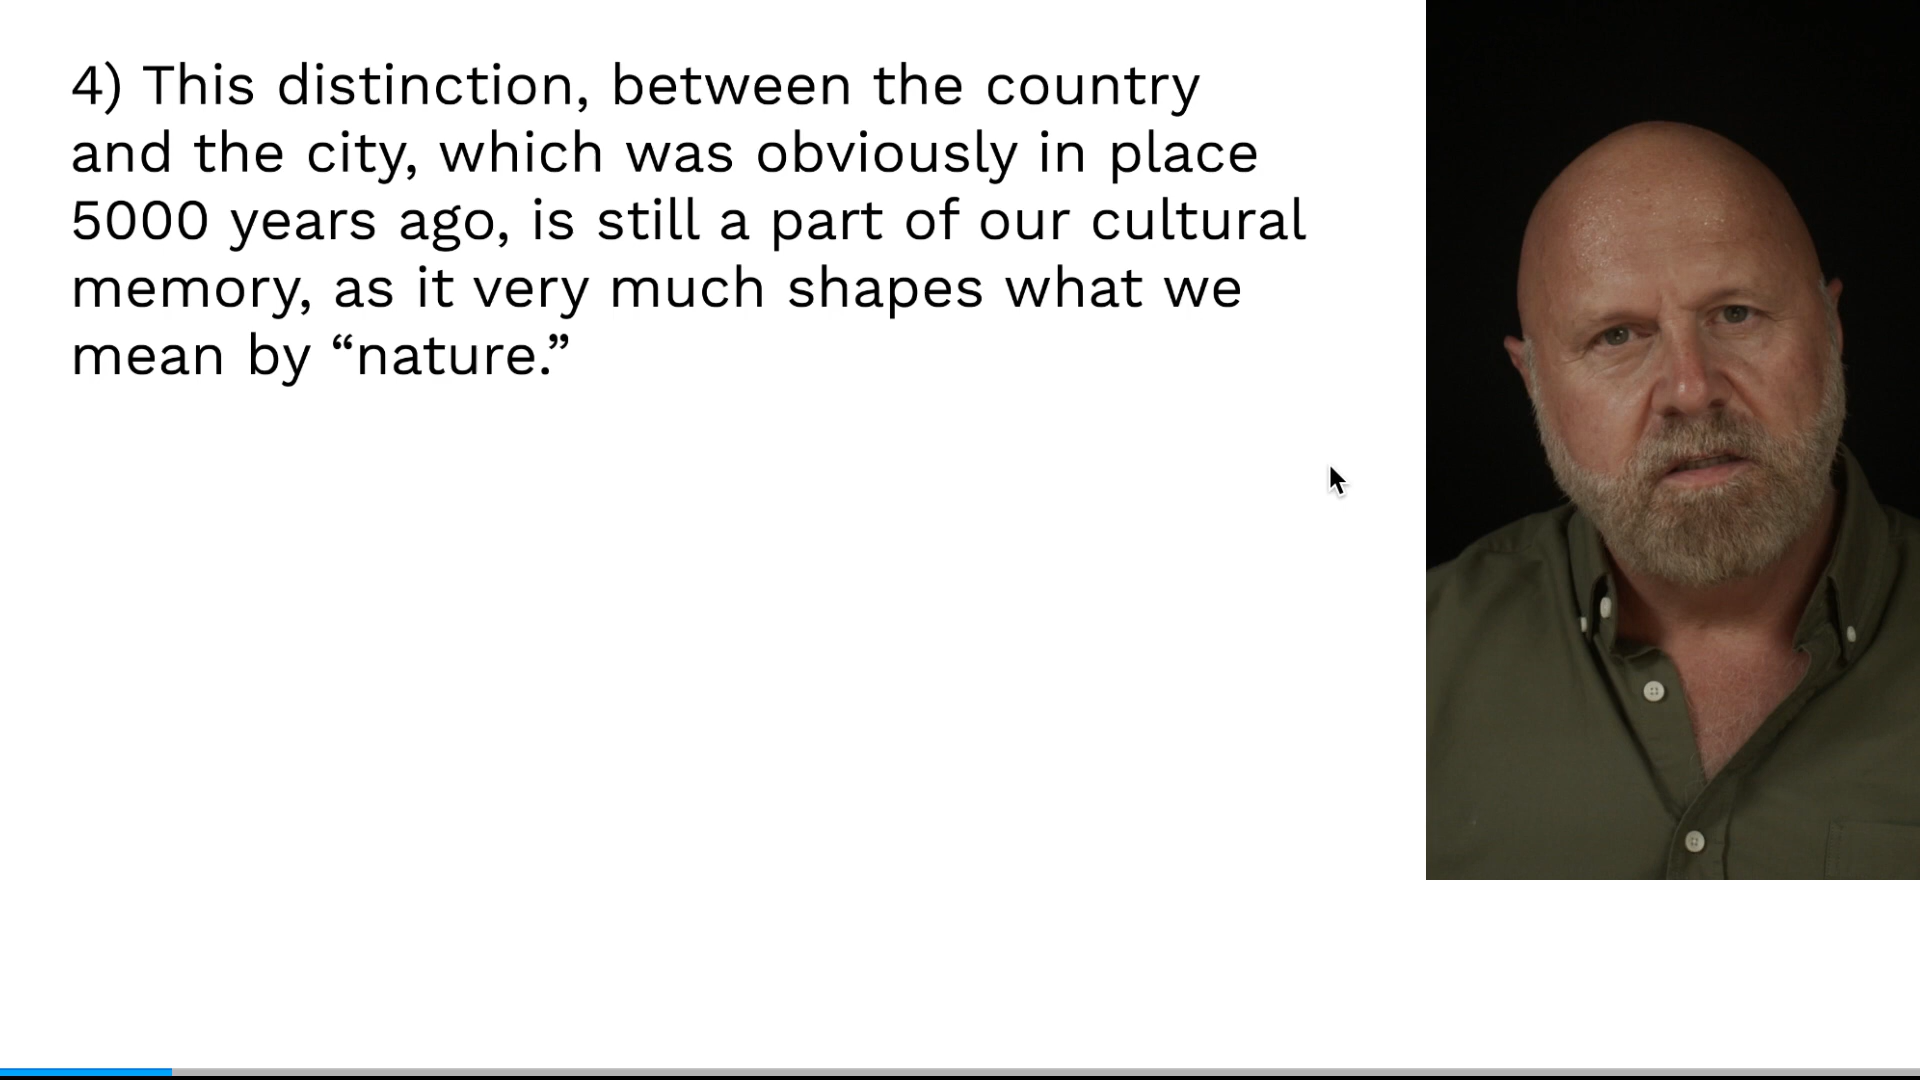 4) This distinction, between the country
and the city, which was obviously in place
5000 years ago, is still a part of our cultural
memory, as it very much shapes what we
mean by “nature.”